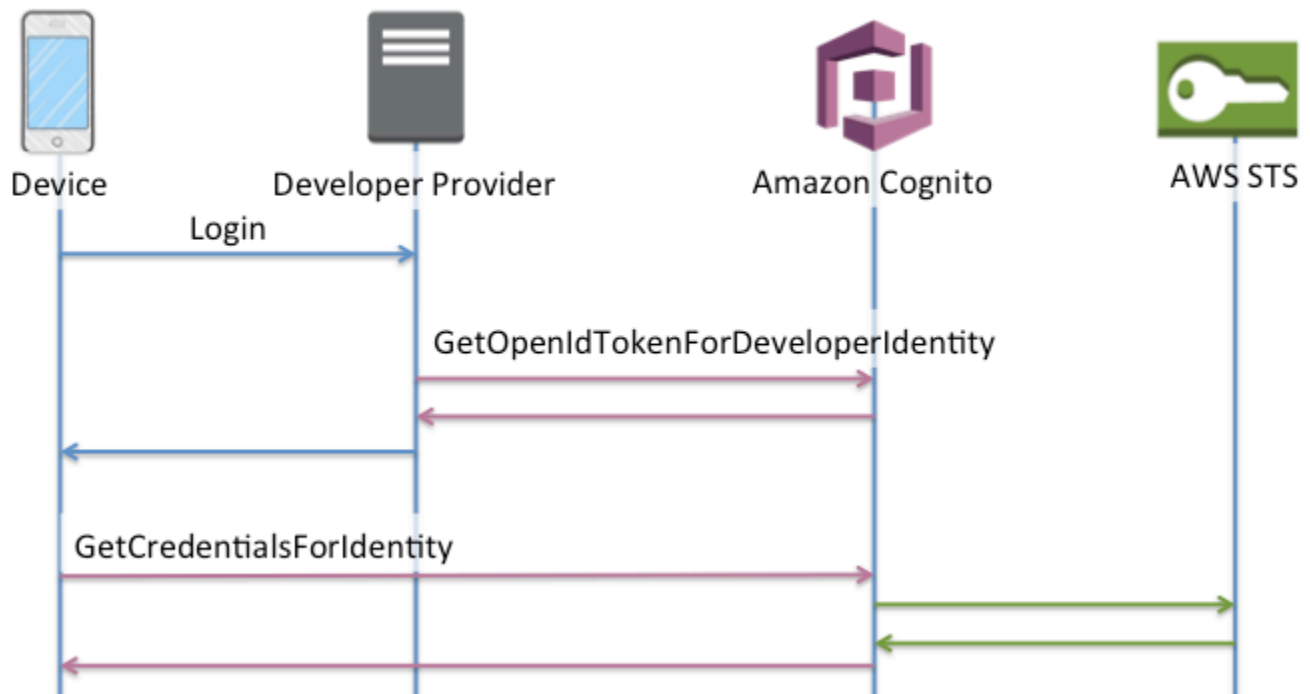 Device
Developer Provider
Amazon Cognito
AWS STS
Login
GetOpenIdTokenForDeveloperIdentity
GetCredentialsForIdentity